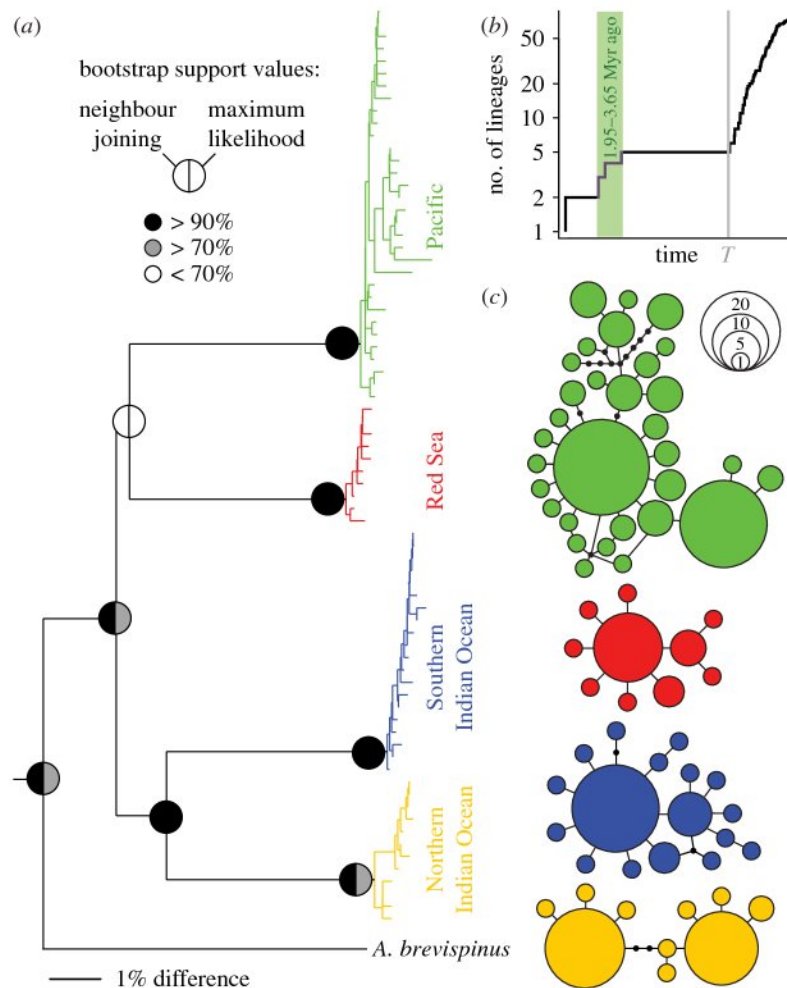 (a)
bootstrap support values:
neighbour joining
maximum likelihood
> 90%
> 70%
< 70%
Pacific
Red Sea
Southern
Indian Ocean
Northern
Indian Ocean
A. brevispinus
1% difference
(b)
no. of lineages
50
20
10
5
2
1
1.95–3.65 Myr ago
time
T
(c)
20
10
5
1